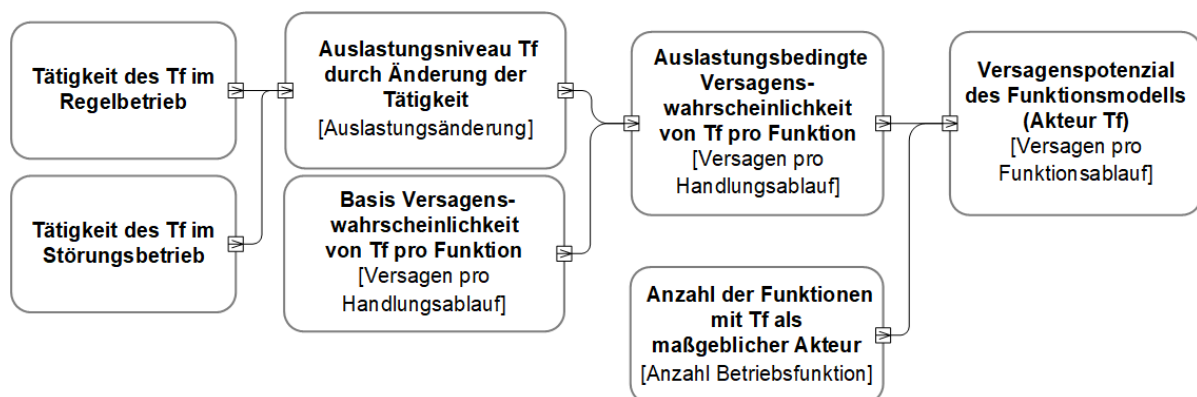 Tätigkeit des Tf im
Regelbetrieb
Tätigkeit des Tf im
Störungsbetrieb
Auslastungsniveau Tf
durch Änderung der
Tätigkeit
[Auslastungsänderung]
Basis Versagens-
wahrscheinlichkeit
von Tf pro Funktion
[Versagen pro
Handlungsablauf]
Auslastungsbedingte
Versagens-
wahrscheinlichkeit
von Tf pro Funktion
[Versagen pro
Handlungsablauf]
Anzahl der Funktionen
mit Tf als
maßgeblicher Akteur
[Anzahl Betriebsfunktion]
Versagenspotenzial
des Funktionsmodells
(Akteur Tf)
[Versagen pro
Funktionsablauf]